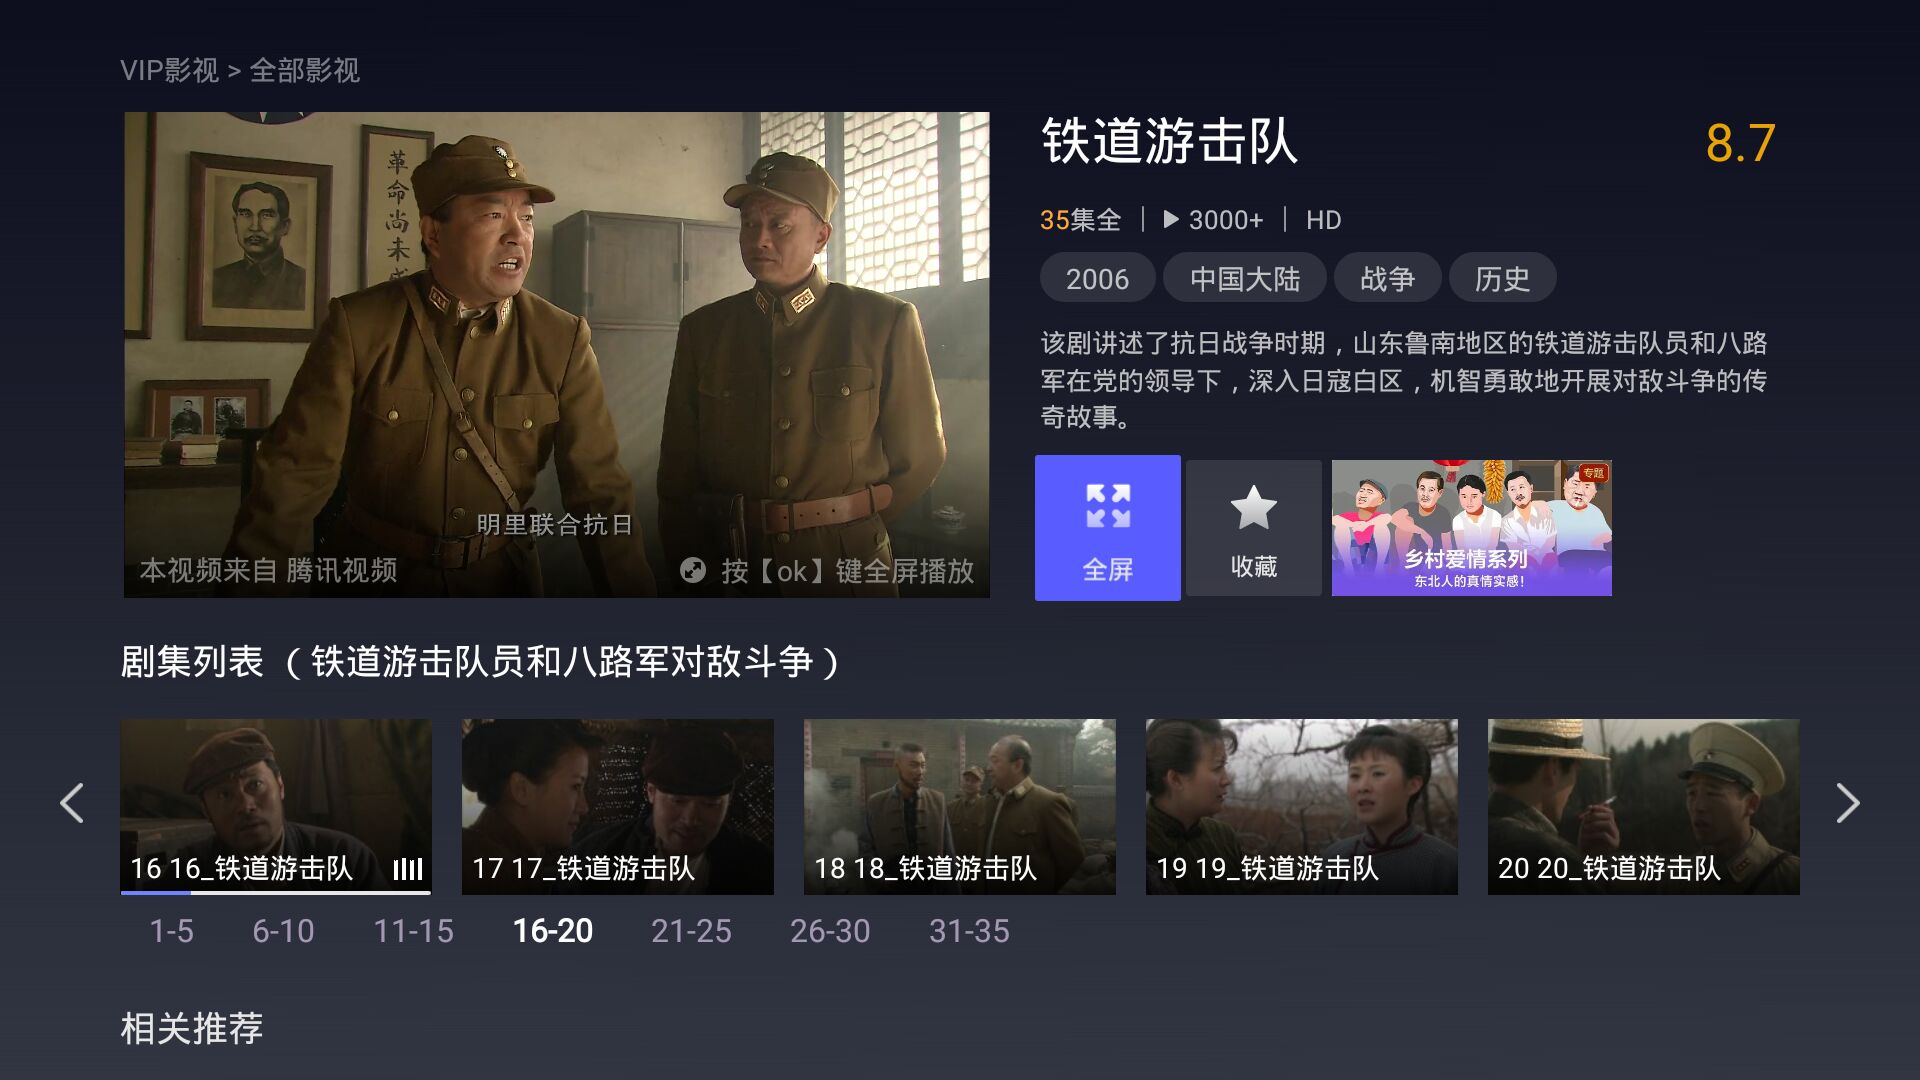 VIP影视 > 全部影视
革命尚未成
明里联合抗日
本视频来自 腾讯视频
按【ok】键全屏播放
铁道游击队
8.7
35集全 | ▶ 3000+ | HD
2006 中国大陆 战争 历史
该剧讲述了抗日战争时期，山东鲁南地区的铁道游击队员和八路
军在党的领导下，深入日寇白区，机智勇敢地开展对敌斗争的传
奇故事。
全屏
收藏
专题
乡村爱情系列
东北人的真情实感！
剧集列表 （铁道游击队员和八路军对敌斗争）
16 16_铁道游击队
17 17_铁道游击队
18 18_铁道游击队
19 19_铁道游击队
20 20_铁道游击队
1-5 6-10 11-15 16-20 21-25 26-30 31-35
相关推荐